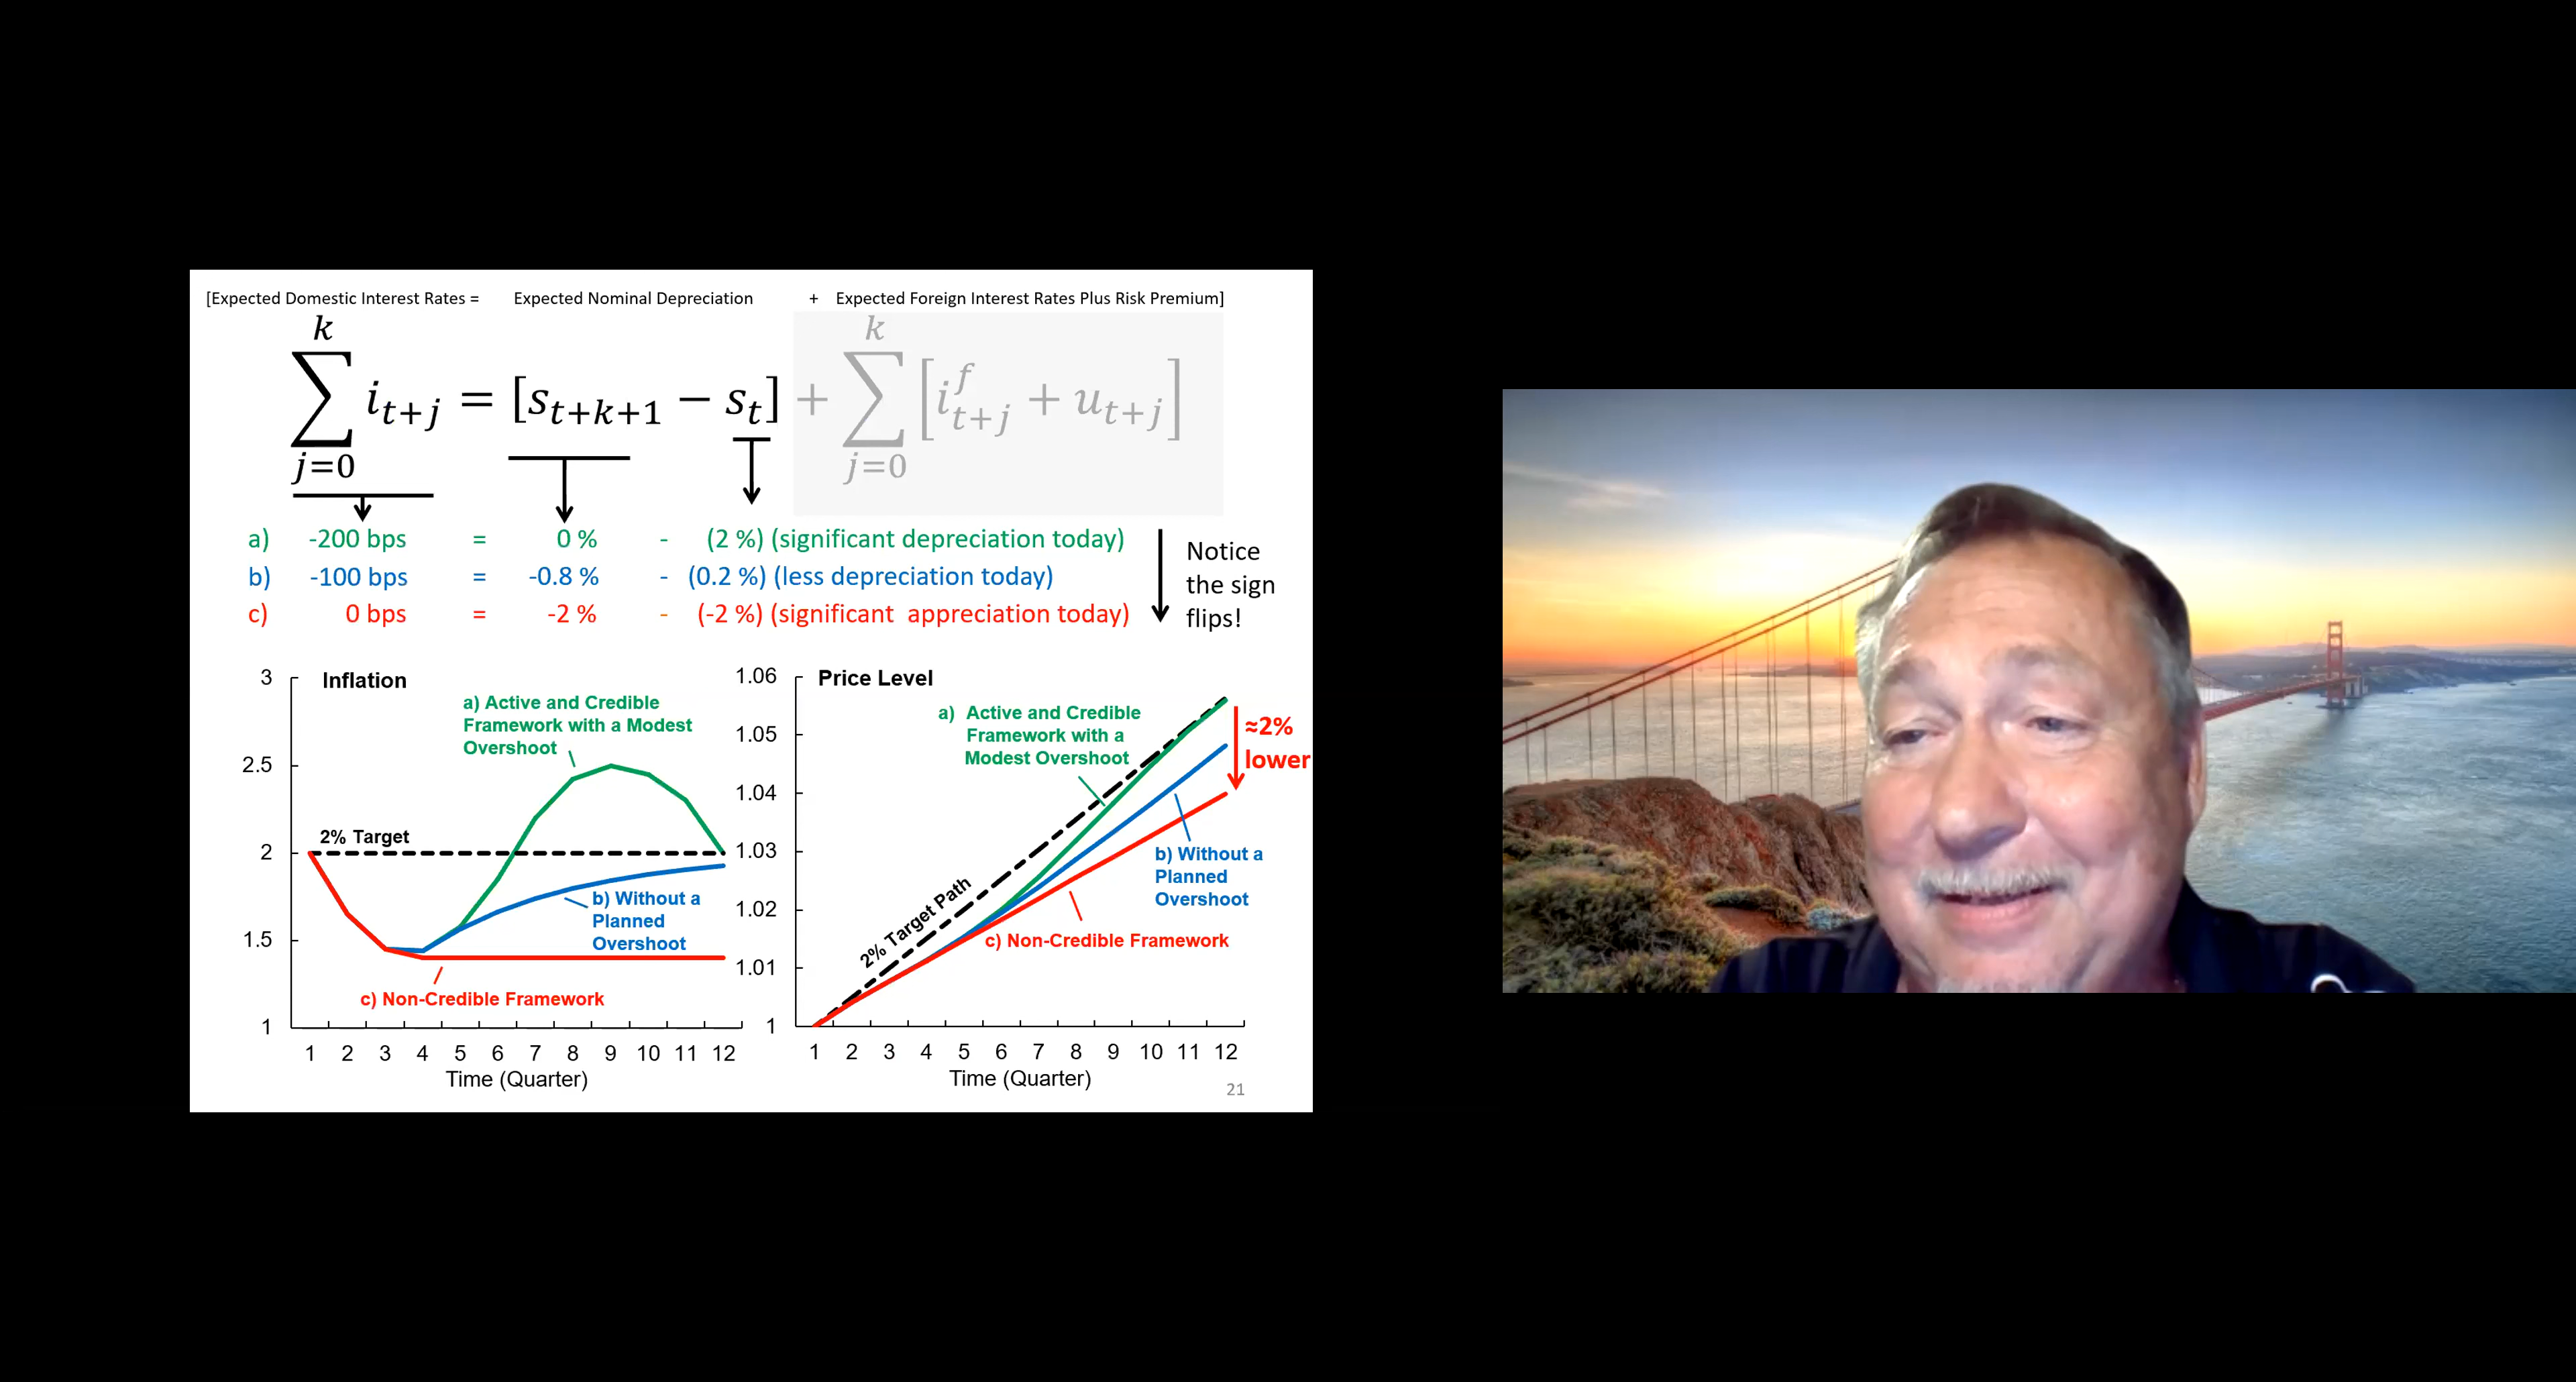 [Expected Domestic Interest Rates = Expected Nominal Depreciation + Expected Foreign Interest Rates Plus Risk Premium]
k k
∑ i_{t+j} = [s_{t+k+1} − s_t] + ∑ [i^f_{t+j} + u_{t+j}]
j=0 j=0
a) -200 bps = 0 % - (2 %) (significant depreciation today)
b) -100 bps = -0.8 % - (0.2 %) (less depreciation today)
c) 0 bps = -2 % - (-2 %) (significant appreciation today)
Notice
the sign
flips!
Inflation
3
2.5
2
1.5
1
a) Active and Credible
Framework with a Modest
Overshoot
2% Target
b) Without a
Planned
Overshoot
c) Non-Credible Framework
1 2 3 4 5 6 7 8 9 10 11 12
Time (Quarter)
Price Level
1.06
1.05
1.04
1.03
1.02
1.01
1
a) Active and Credible
Framework with a
Modest Overshoot
≈2%
lower
2% Target Path
b) Without a
Planned
Overshoot
c) Non-Credible Framework
1 2 3 4 5 6 7 8 9 10 11 12
Time (Quarter)
21